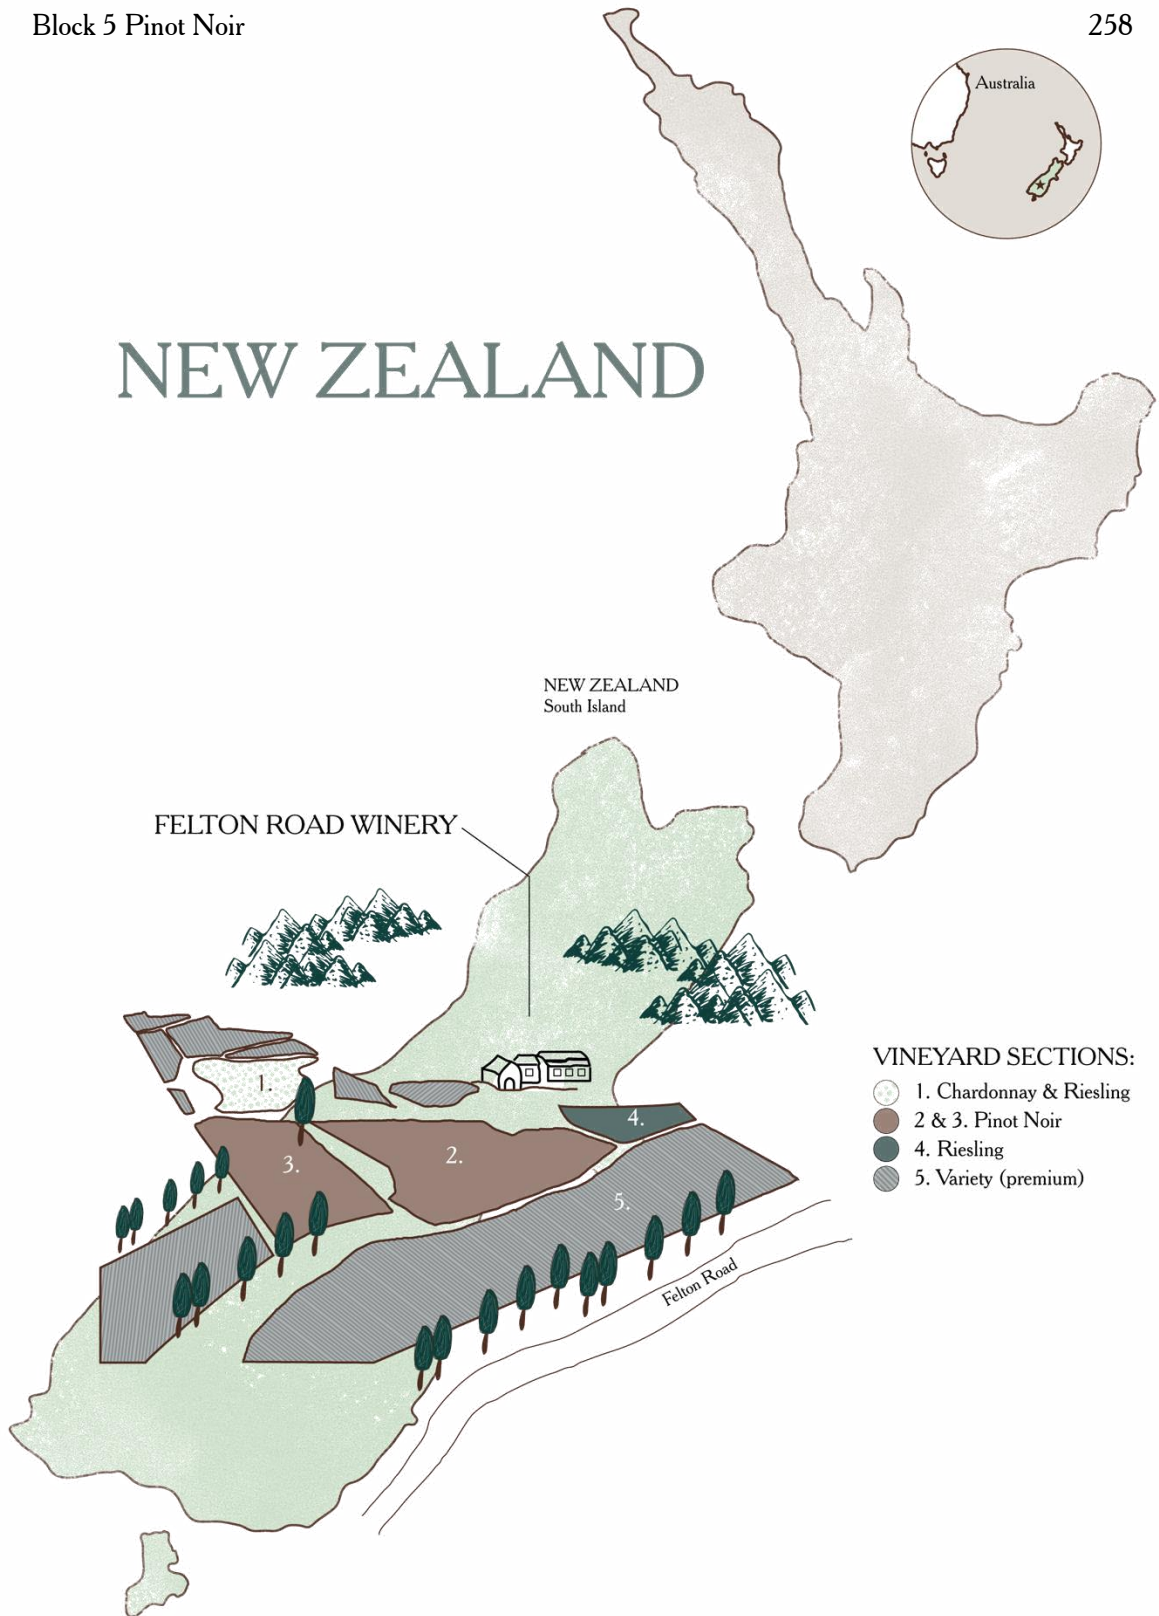 Block 5 Pinot Noir
258
Australia
NEW ZEALAND
NEW ZEALAND
South Island
FELTON ROAD WINERY
VINEYARD SECTIONS:
1. Chardonnay & Riesling
2 & 3. Pinot Noir
4. Riesling
5. Variety (premium)
1.
2.
3.
4.
5.
Felton Road